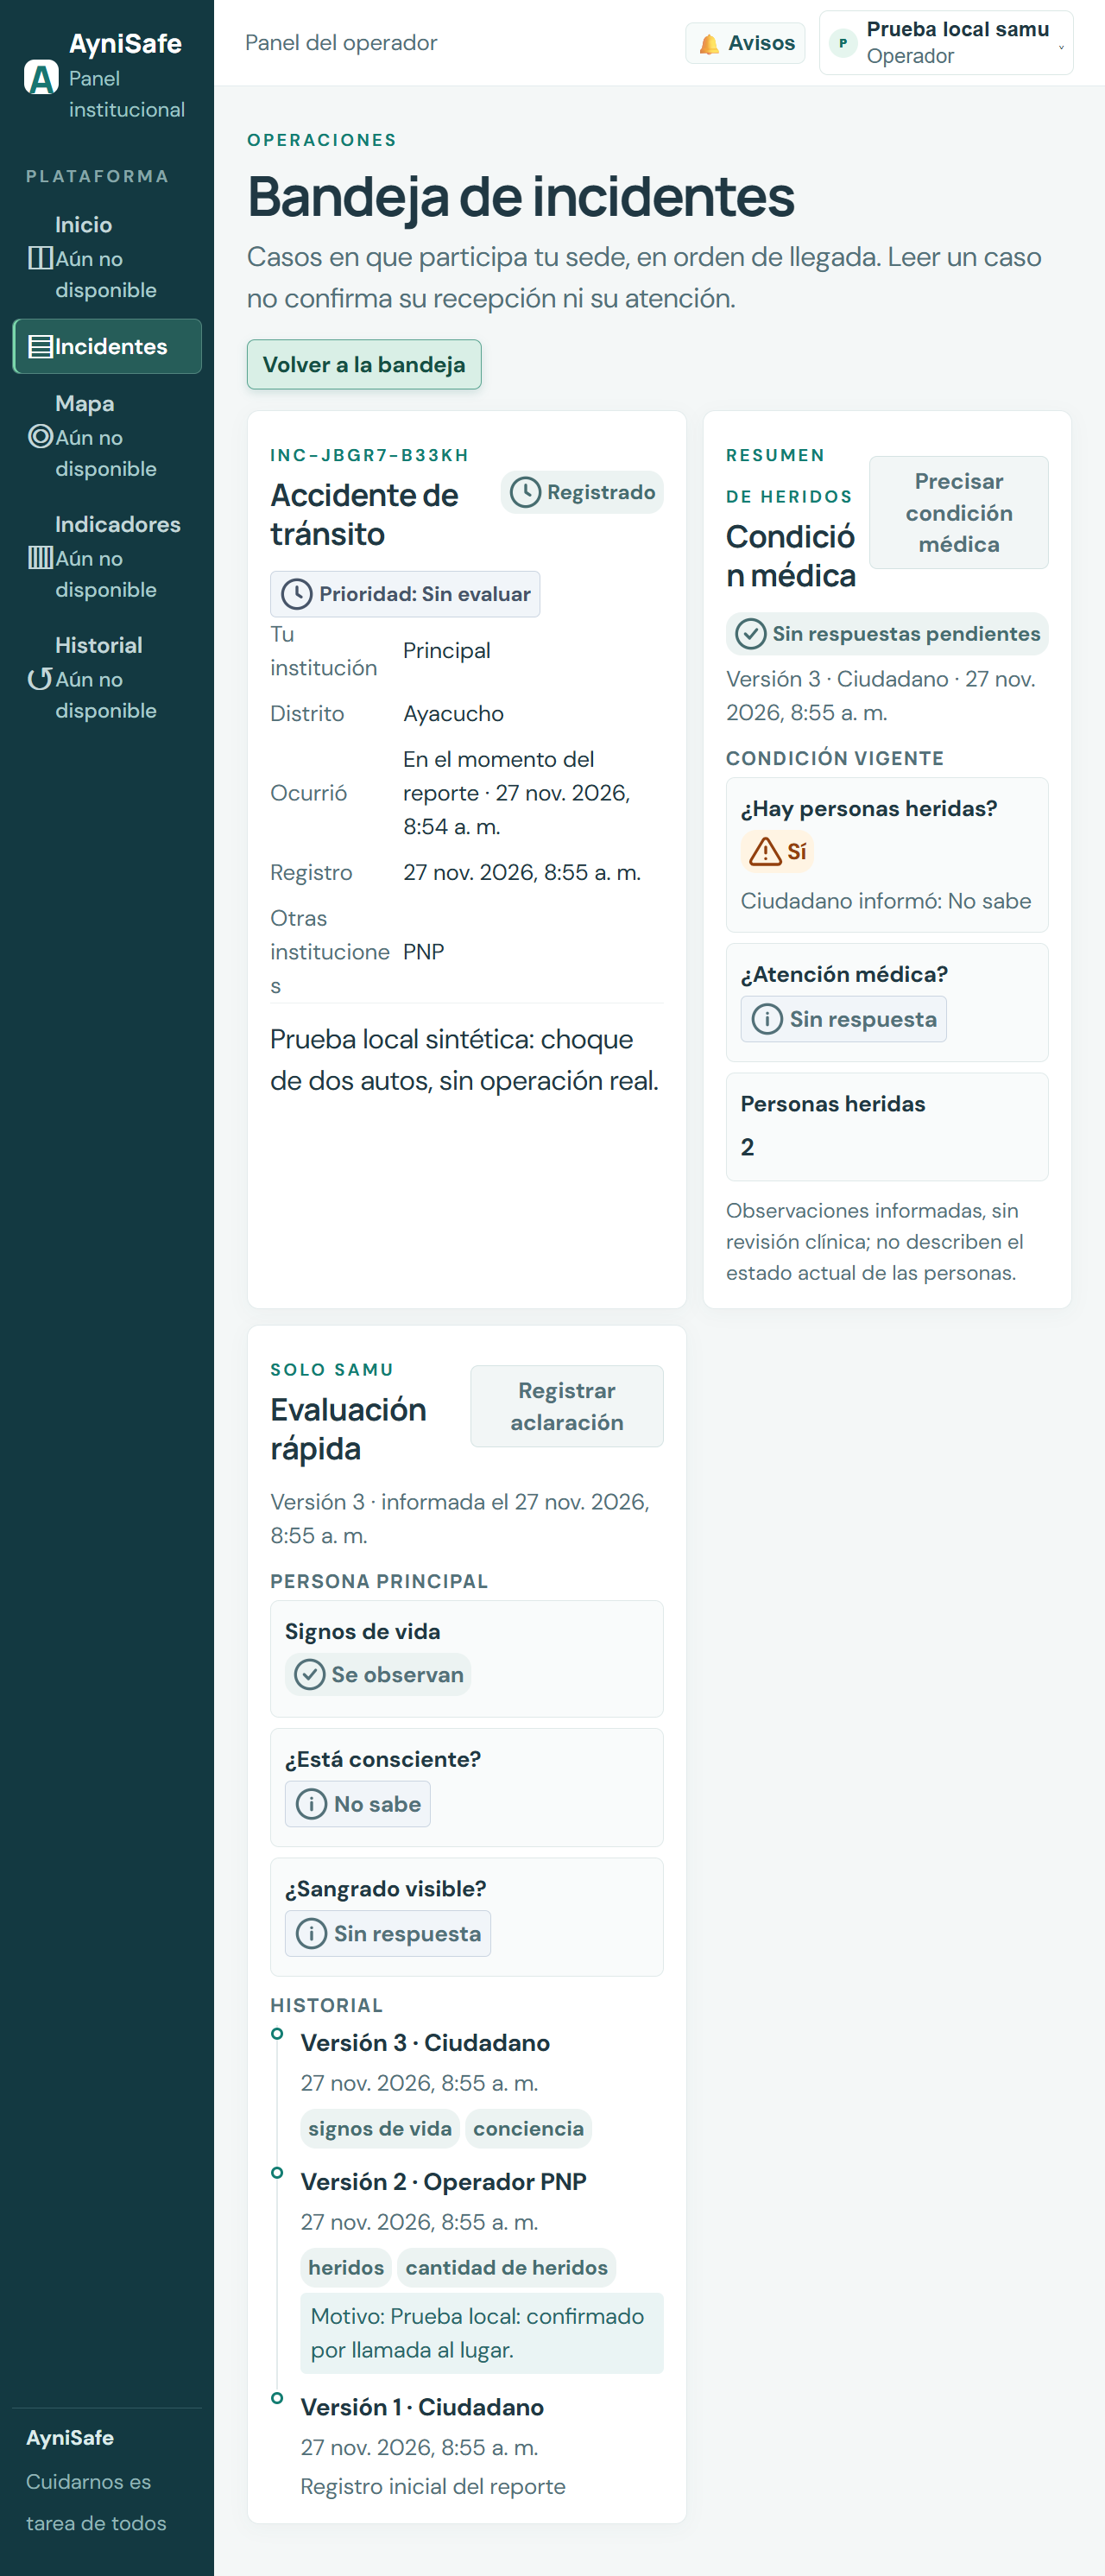 AyniSafe
Panel
institucional
PLATAFORMA
Inicio
Aún no
disponible
Incidentes
Mapa
Aún no
disponible
Indicadores
Aún no
disponible
Historial
Aún no
disponible
AyniSafe
Cuidarnos es
tarea de todos
Panel del operador
Avisos
P
Prueba local samu
Operador
OPERACIONES
Bandeja de incidentes
Casos en que participa tu sede, en orden de llegada. Leer un caso
no confirma su recepción ni su atención.
Volver a la bandeja
INC-JBGR7-B33KH
Accidente de
tránsito
Registrado
Prioridad: Sin evaluar
Tu
institución
Principal
Distrito
Ayacucho
Ocurrió
En el momento del
reporte · 27 nov. 2026,
8:54 a. m.
Registro
27 nov. 2026, 8:55 a. m.
Otras
institucione
s
PNP
Prueba local sintética: choque
de dos autos, sin operación real.
RESUMEN
DE HERIDOS
Condició
n médica
Precisar
condición
médica
Sin respuestas pendientes
Versión 3 · Ciudadano · 27 nov.
2026, 8:55 a. m.
CONDICIÓN VIGENTE
¿Hay personas heridas?
Sí
Ciudadano informó: No sabe
¿Atención médica?
Sin respuesta
Personas heridas
2
Observaciones informadas, sin
revisión clínica; no describen el
estado actual de las personas.
SOLO SAMU
Evaluación
rápida
Registrar
aclaración
Versión 3 · informada el 27 nov. 2026,
8:55 a. m.
PERSONA PRINCIPAL
Signos de vida
Se observan
¿Está consciente?
No sabe
¿Sangrado visible?
Sin respuesta
HISTORIAL
Versión 3 · Ciudadano
27 nov. 2026, 8:55 a. m.
signos de vida conciencia
Versión 2 · Operador PNP
27 nov. 2026, 8:55 a. m.
heridos cantidad de heridos
Motivo: Prueba local: confirmado
por llamada al lugar.
Versión 1 · Ciudadano
27 nov. 2026, 8:55 a. m.
Registro inicial del reporte